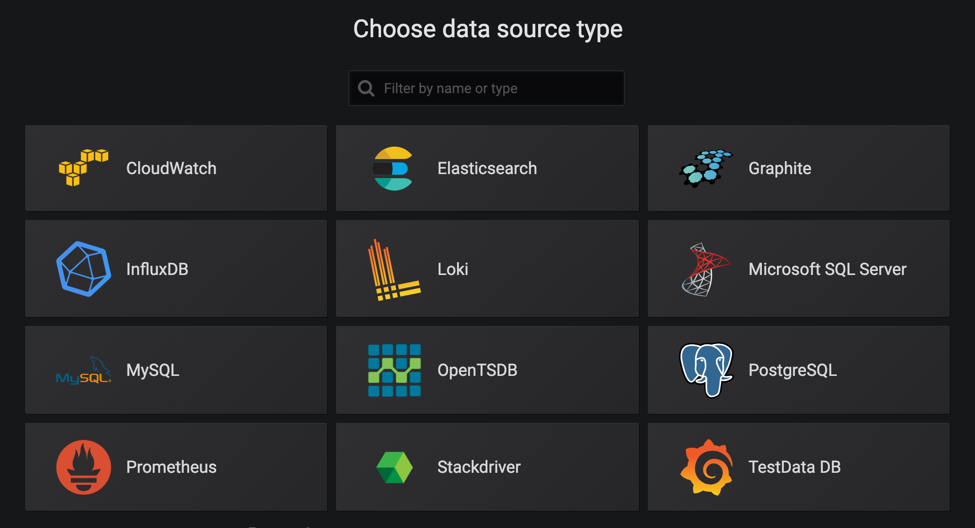 Choose data source type
Filter by name or type
CloudWatch
Elasticsearch
Graphite
InfluxDB
Loki
Microsoft SQL Server
MySQL
MySQL
OpenTSDB
PostgreSQL
Prometheus
Stackdriver
TestData DB